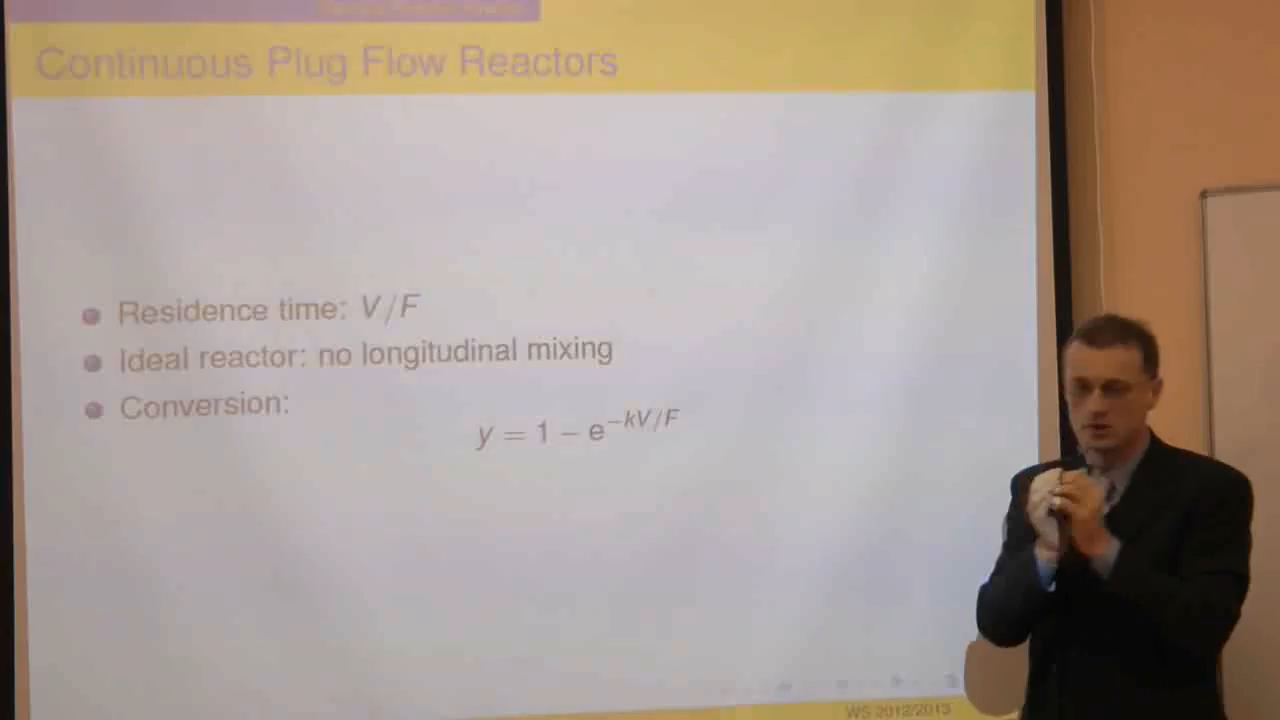 Continuous Plug Flow Reactors
Residence time: V/F
Ideal reactor: no longitudinal mixing
Conversion:
y = 1 − e^{−kV/F}
WS 2012/2013